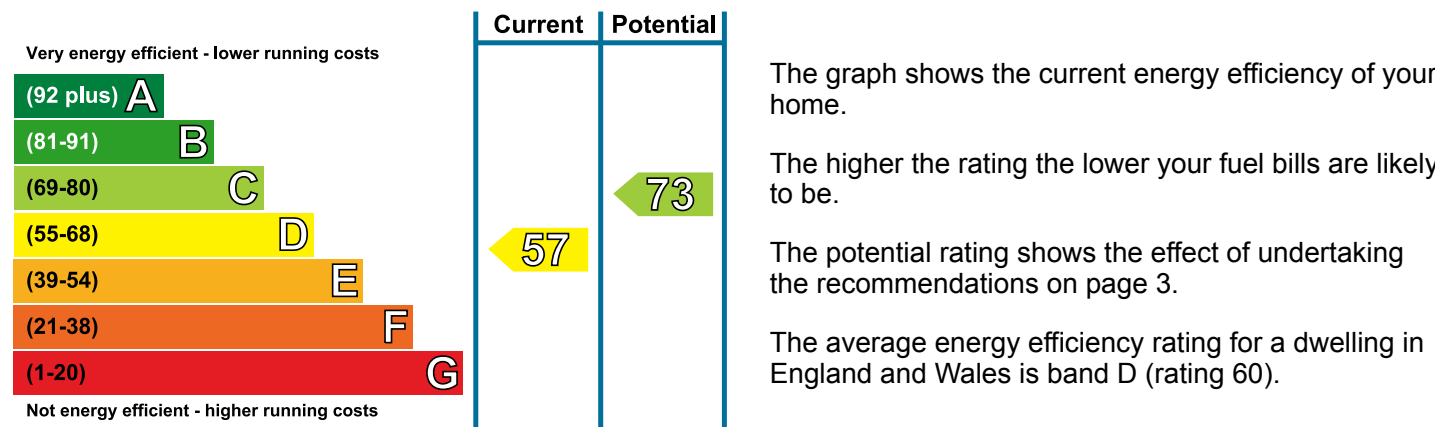 Current Potential
Very energy efficient - lower running costs
(92 plus) A
(81-91) B
(69-80) C
73
(55-68) D
57
(39-54) E
(21-38) F
(1-20) G
Not energy efficient - higher running costs
The graph shows the current energy efficiency of your
home.
The higher the rating the lower your fuel bills are likely
to be.
The potential rating shows the effect of undertaking
the recommendations on page 3.
The average energy efficiency rating for a dwelling in
England and Wales is band D (rating 60).